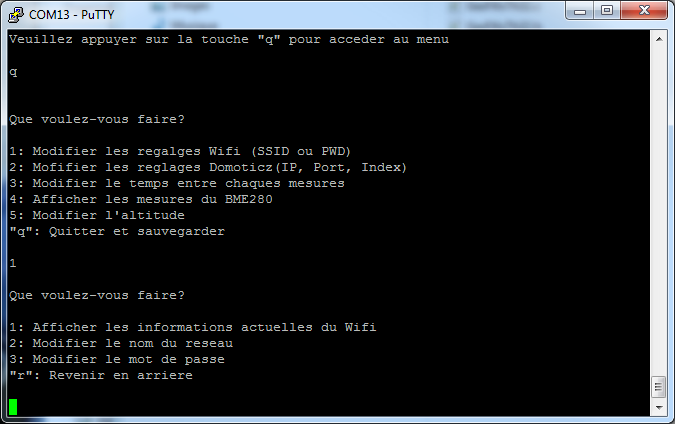 COM13 - PuTTY
Veuillez appuyer sur la touche "q" pour acceder au menu
q
Que voulez-vous faire?
1: Modifier les regalges Wifi (SSID ou PWD)
2: Mofifier les reglages Domoticz(IP, Port, Index)
3: Modifier le temps entre chaques mesures
4: Afficher les mesures du BME280
5: Modifier l'altitude
"q": Quitter et sauvegarder
1
Que voulez-vous faire?
1: Afficher les informations actuelles du Wifi
2: Modifier le nom du reseau
3: Modifier le mot de passe
"r": Revenir en arriere